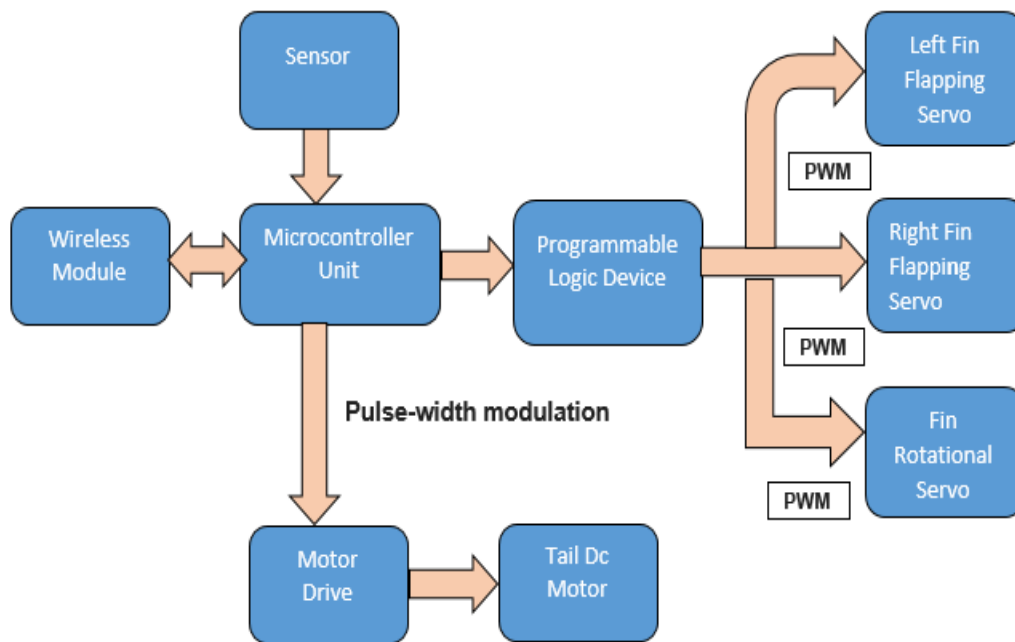 Sensor
Left Fin
Flapping
Servo
PWM
Wireless
Module
Microcontroller
Unit
Programmable
Logic Device
Right Fin
Flapping
Servo
PWM
Pulse-width modulation
Fin
Rotational
Servo
PWM
Motor
Drive
Tail Dc
Motor